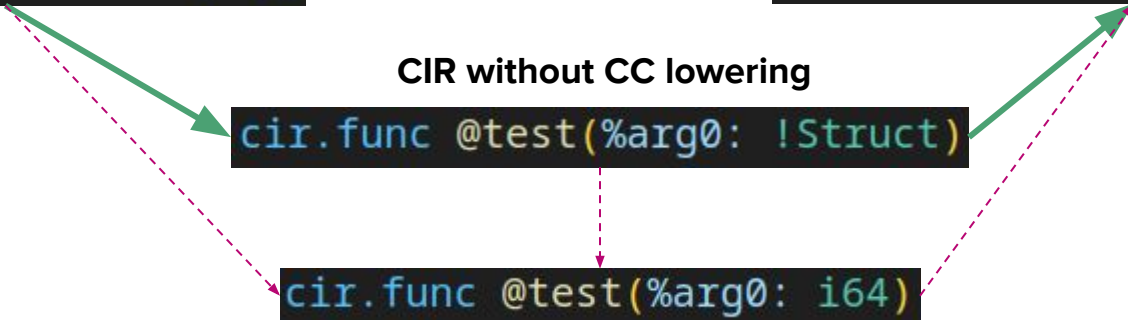 CIR without CC lowering
cir.func @test(%arg0: !Struct)
cir.func @test(%arg0: i64)